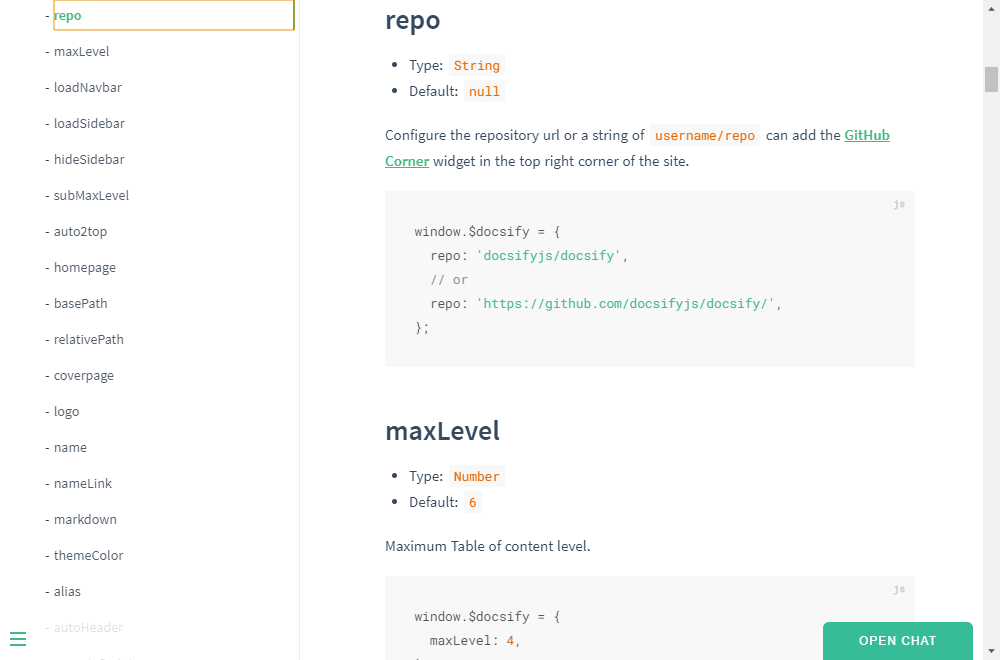 - repo
- maxLevel
- loadNavbar
- loadSidebar
- hideSidebar
- subMaxLevel
- auto2top
- homepage
- basePath
- relativePath
- coverpage
- logo
- name
- nameLink
- markdown
- themeColor
- alias
- autoHeader
repo
• Type: String
• Default: null
Configure the repository url or a string of username/repo can add the GitHub
Corner widget in the top right corner of the site.
js
window.$docsify = {
  repo: 'docsifyjs/docsify',
  // or
  repo: 'https://github.com/docsifyjs/docsify/',
};
maxLevel
• Type: Number
• Default: 6
Maximum Table of content level.
js
window.$docsify = {
  maxLevel: 4,
OPEN CHAT